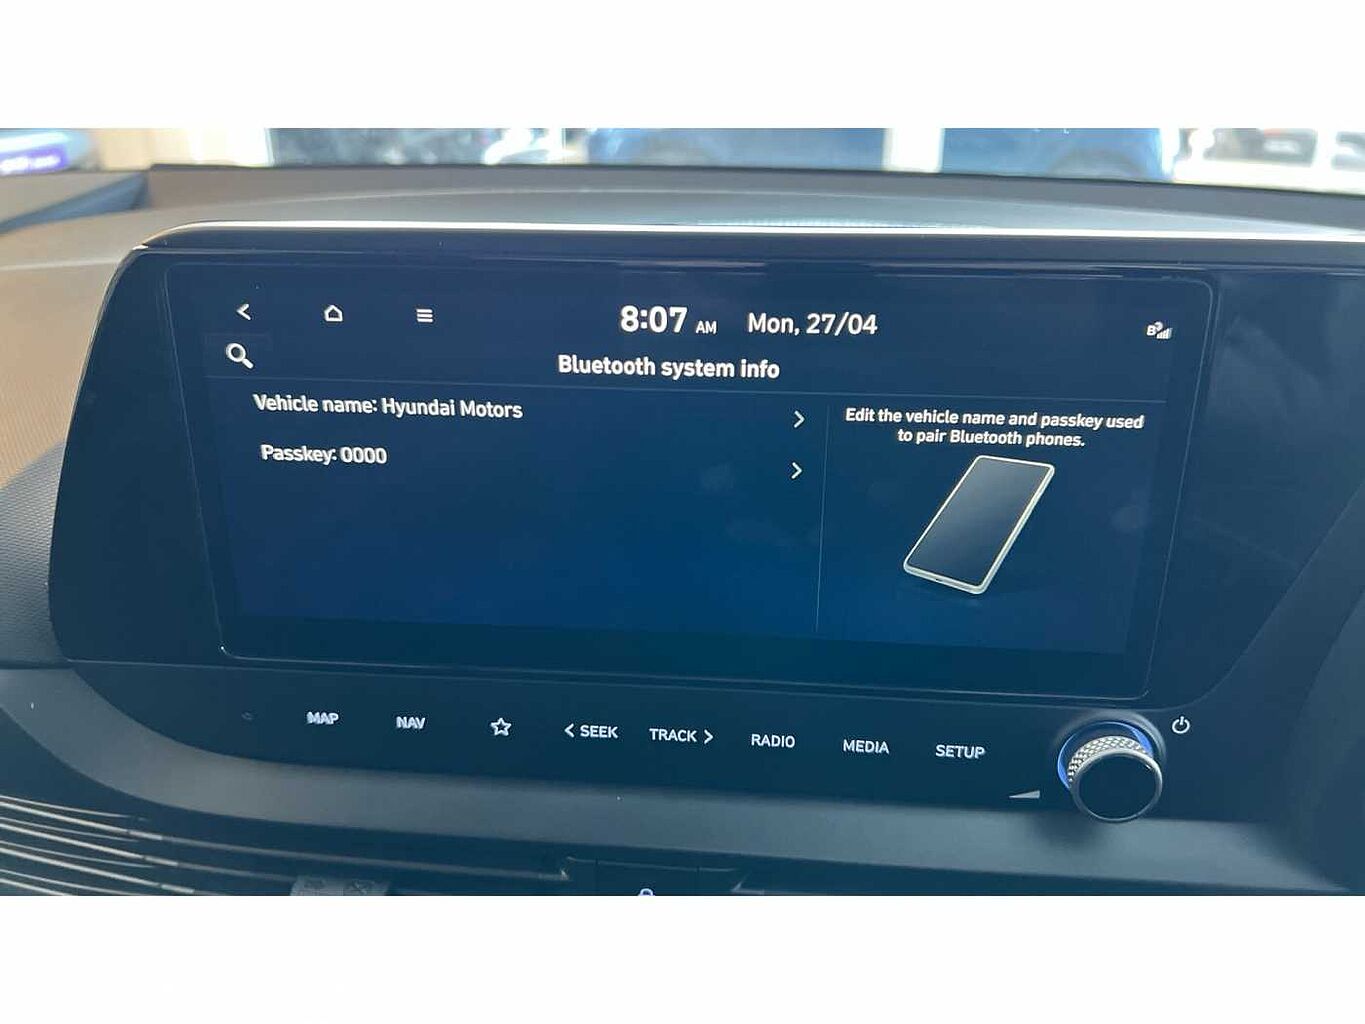 8:07 AM Mon, 27/04
Bluetooth system info
Vehicle name: Hyundai Motors
Passkey: 0000
Edit the vehicle name and passkey used
to pair Bluetooth phones.
MAP NAV < SEEK TRACK > RADIO MEDIA SETUP